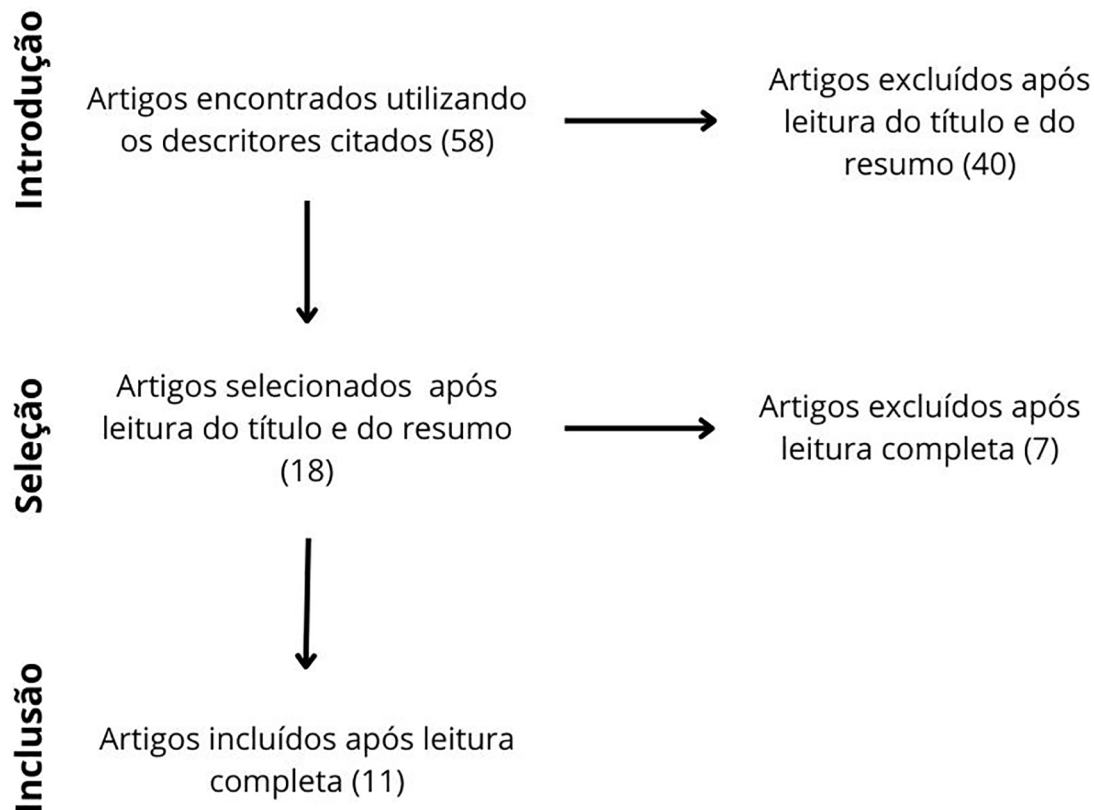 Introdução
Artigos encontrados utilizando
os descritores citados (58)
Artigos excluídos após
leitura do título e do
resumo (40)
Seleção
Artigos selecionados  após
leitura do título e do resumo
(18)
Artigos excluídos após
leitura completa (7)
Inclusão
Artigos incluídos após leitura
completa (11)